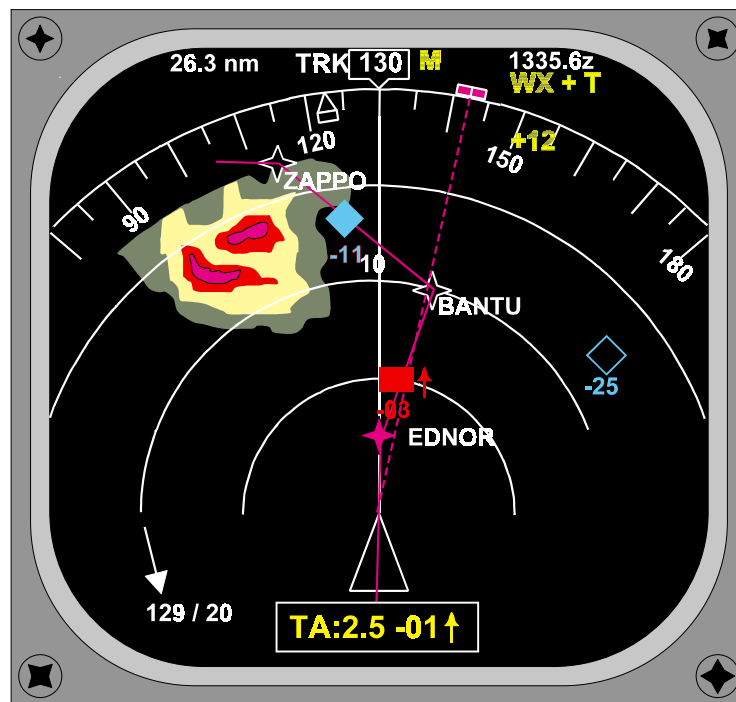 26.3 nm TRK 130 M 1335.6z
WX + T
+12
120
150
ZAPPO
90
180
-11
10
BANTU
-25
-03
EDNOR
129 / 20
TA:2.5 -01